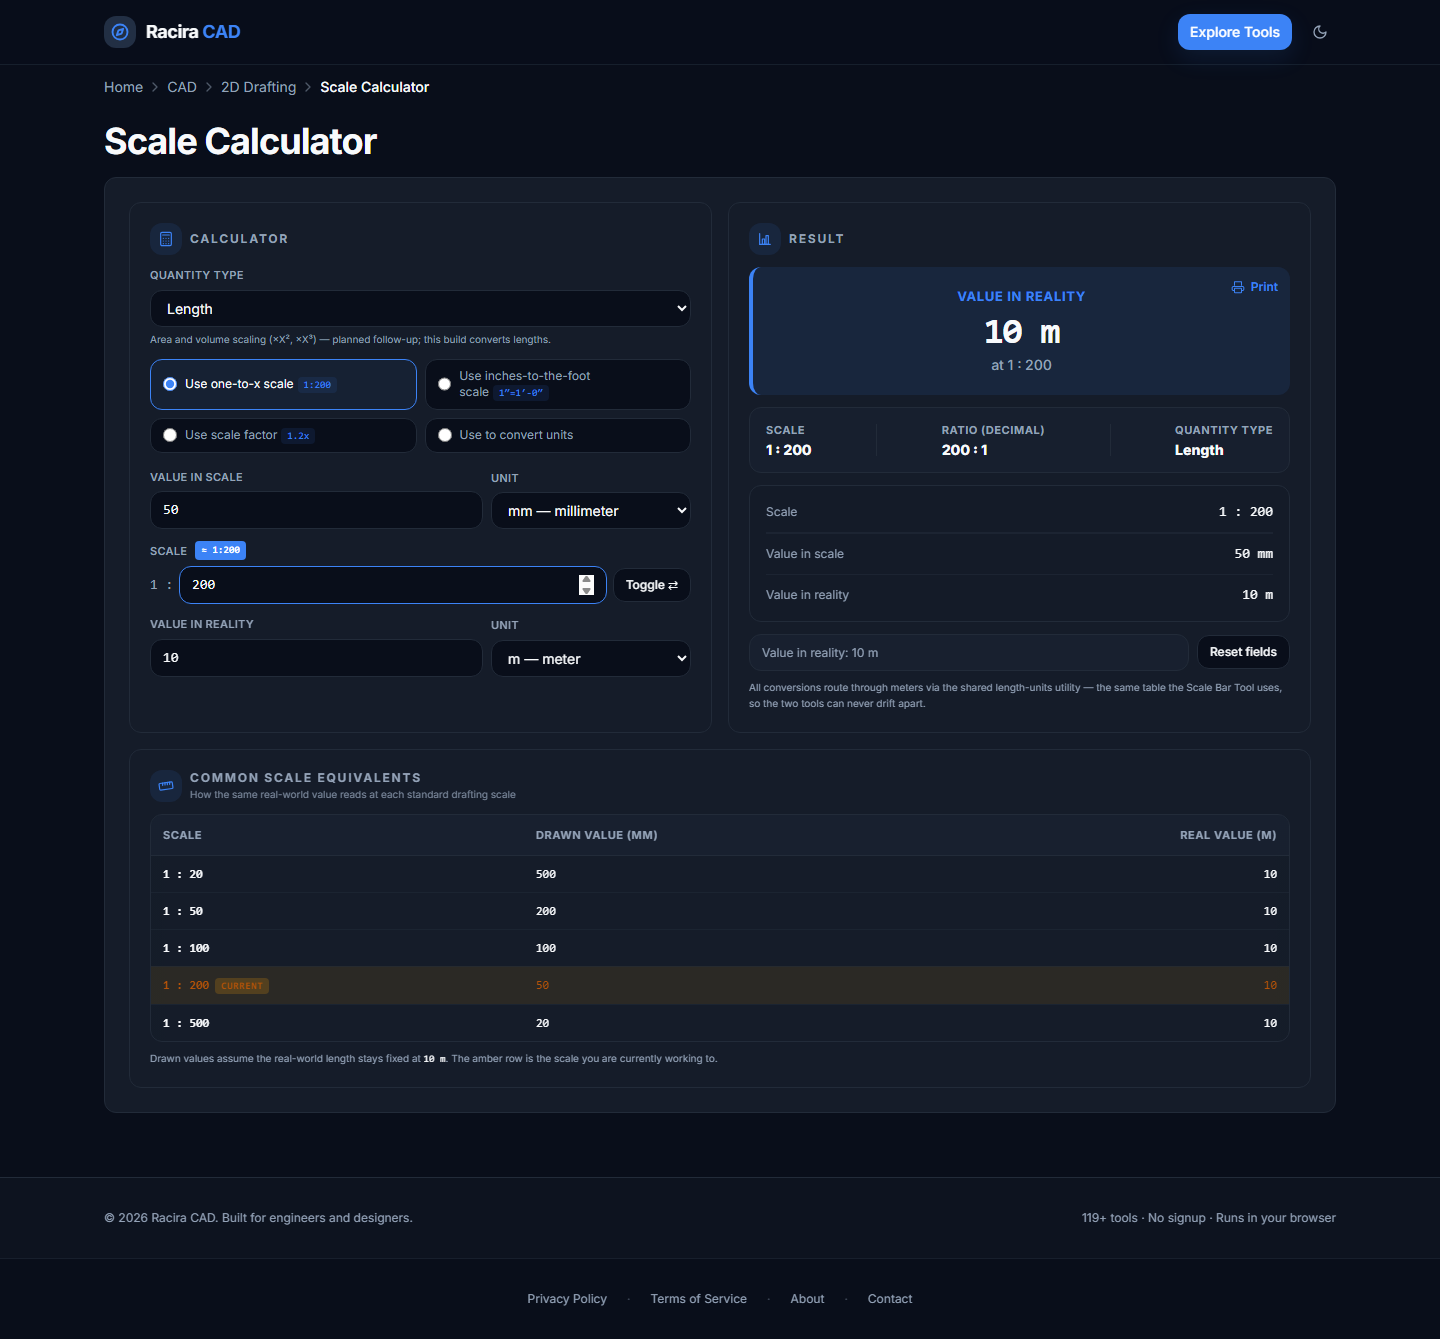 Racira CAD
Explore Tools
Home > CAD > 2D Drafting > Scale Calculator
Scale Calculator
CALCULATOR
QUANTITY TYPE
Length
Area and volume scaling (×X², ×X³) — planned follow-up; this build converts lengths.
Use one-to-x scale 1:200
Use inches-to-the-foot
scale 1″=1′-0″
Use scale factor 1.2x
Use to convert units
VALUE IN SCALE
UNIT
50
mm — millimeter
SCALE = 1:200
1 : 200
Toggle ⇄
VALUE IN REALITY
UNIT
10
m — meter
RESULT
Print
VALUE IN REALITY
10 m
at 1 : 200
SCALE
1 : 200
RATIO (DECIMAL)
200 : 1
QUANTITY TYPE
Length
Scale 1 : 200
Value in scale 50 mm
Value in reality 10 m
Value in reality: 10 m
Reset fields
All conversions route through meters via the shared length-units utility — the same table the Scale Bar Tool uses,
so the two tools can never drift apart.
COMMON SCALE EQUIVALENTS
How the same real-world value reads at each standard drafting scale
SCALE DRAWN VALUE (MM) REAL VALUE (M)
1 : 20 500 10
1 : 50 200 10
1 : 100 100 10
1 : 200 CURRENT 50 10
1 : 500 20 10
Drawn values assume the real-world length stays fixed at 10 m. The amber row is the scale you are currently working to.
© 2026 Racira CAD. Built for engineers and designers.
119+ tools · No signup · Runs in your browser
Privacy Policy · Terms of Service · About · Contact